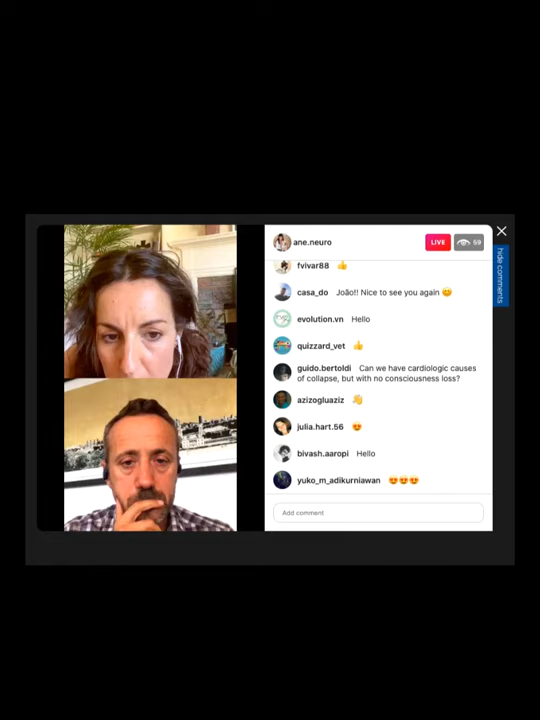 ane.neuro
LIVE
59
hide comments
fvivar88 👍
casa_do João!! Nice to see you again 😊
evolution.vn Hello
quizzard_vet 👍
guido.bertoldi Can we have cardiologic causes
of collapse, but with no consciousness loss?
azizogluaziz 👋
julia.hart.56 😍
bivash.aaropi Hello
yuko_m_adikurniawan 😍😍😍
Add comment